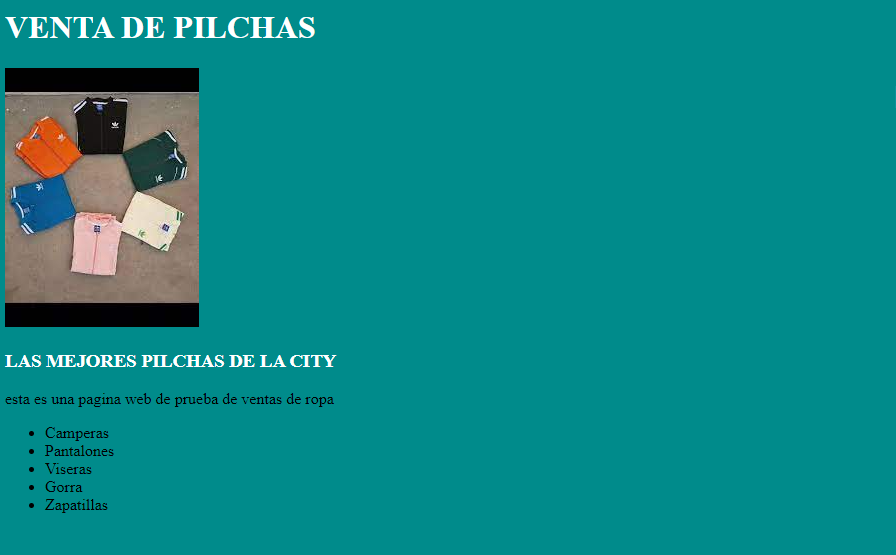 VENTA DE PILCHAS
LAS MEJORES PILCHAS DE LA CITY
esta es una pagina web de prueba de ventas de ropa
Camperas
Pantalones
Viseras
Gorra
Zapatillas